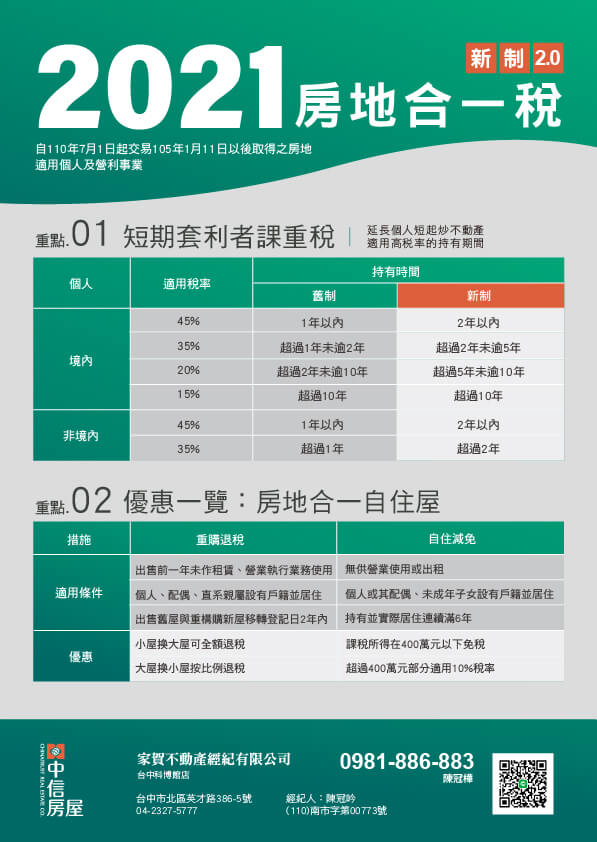 2021
新制2.0
房地合一稅
自110年7月1日起交易105年1月11日以後取得之房地
適用個人及營利事業
重點.01 短期套利者課重稅
延長個人短起炒不動產
適用高稅率的持有期間
個人 適用稅率 持有時間
舊制 新制
境內
45% 1年以內 2年以內
35% 超過1年未逾2年 超過2年未逾5年
20% 超過2年未逾10年 超過5年未逾10年
15% 超過10年 超過10年
非境內
45% 1年以內 2年以內
35% 超過1年 超過2年
重點.02 優惠一覽：房地合一自住屋
措施 重購退稅 自住減免
適用條件
出售前一年未作租賃、營業執行業務使用 無供營業使用或出租
個人、配偶、直系親屬設有戶籍並居住 個人或其配偶、未成年子女設有戶籍並居住
出售舊屋與重構購新屋移轉登記日2年內 持有並實際居住連續滿6年
優惠
小屋換大屋可全額退稅 課稅所得在400萬元以下免稅
大屋換小屋按比例退稅 超過400萬元部分適用10%稅率
CHINATRUST REAL ESTATE CO.
中信房屋
家賀不動產經紀有限公司
台中科博館店
台中市北區英才路386-5號
04-2327-5777
0981-886-883
陳冠樺
經紀人：陳冠吟
(110)南市字第00773號